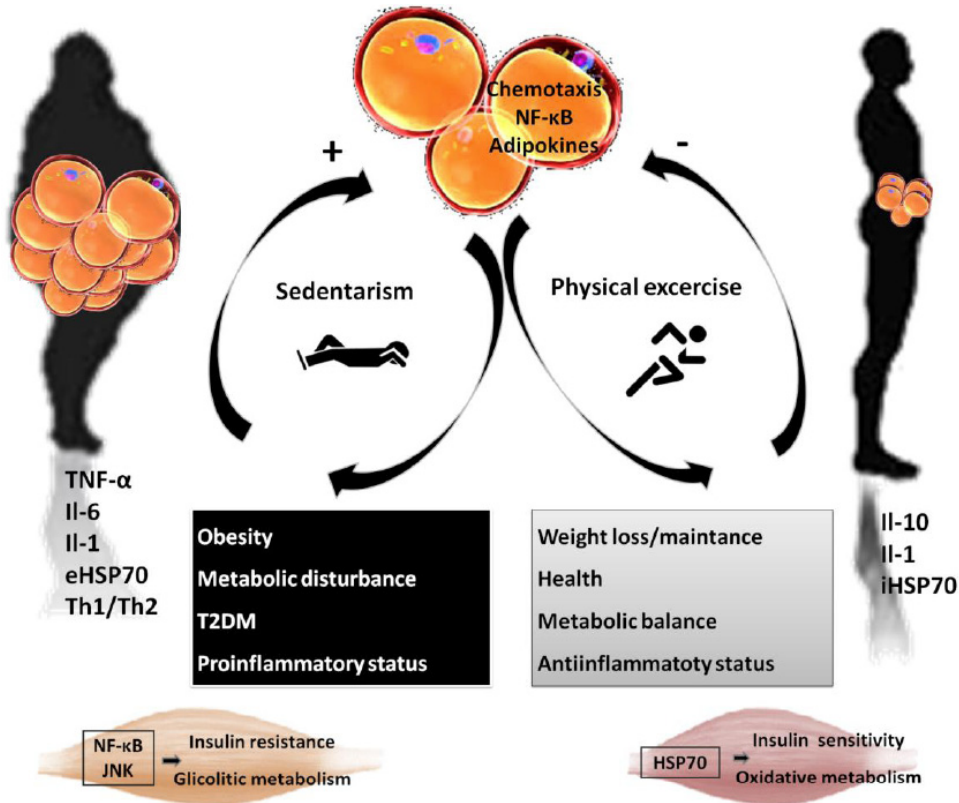 Chemotaxis
NF-κB
Adipokines
+
-
Sedentarism
Physical excercise
TNF-α
Il-6
Il-1
eHSP70
Th1/Th2
Obesity
Metabolic disturbance
T2DM
Proinflammatory status
Weight loss/maintance
Health
Metabolic balance
Antiinflammatoty status
Il-10
Il-1
iHSP70
NF-κB
JNK
Insulin resistance
Glicolitic metabolism
HSP70
Insulin sensitivity
Oxidative metabolism